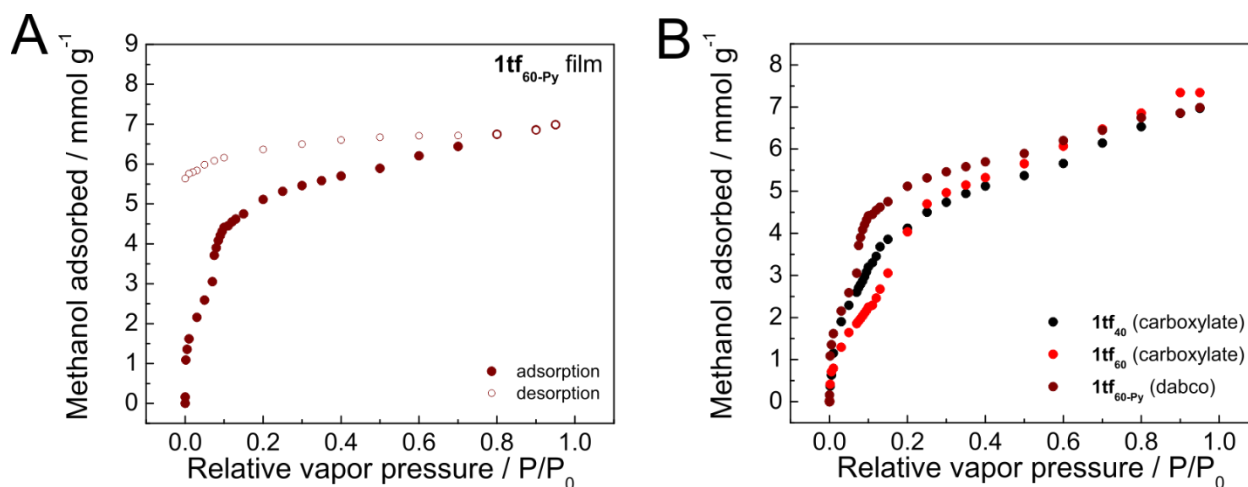 A
Methanol adsorbed / mmol g⁻¹
9
8
7
6
5
4
3
2
1
0
1tf₆₀₋Py film
adsorption
desorption
0.0 0.2 0.4 0.6 0.8 1.0
Relative vapor pressure / P/P₀
B
Methanol adsorbed / mmol g⁻¹
8
7
6
5
4
3
2
1
0
1tf₄₀ (carboxylate)
1tf₆₀ (carboxylate)
1tf₆₀₋Py (dabco)
0.0 0.2 0.4 0.6 0.8 1.0
Relative vapor pressure / P/P₀